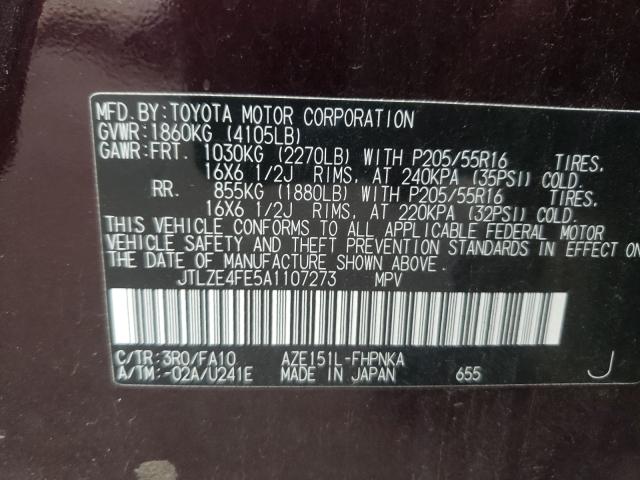 MFD. BY: TOYOTA MOTOR CORPORATION
GVWR: 1860KG (4105LB)
GAWR: FRT. 1030KG (2270LB) WITH P205/55R16 TIRES,
16X6 1/2J RIMS, AT 240KPA (35PSI) COLD.
RR. 855KG (1880LB) WITH P205/55R16 TIRES,
16X6 1/2J RIMS, AT 220KPA (32PSI) COLD.
THIS VEHICLE CONFORMS TO ALL APPLICABLE FEDERAL MOTOR
VEHICLE SAFETY AND THEFT PREVENTION STANDARDS IN EFFECT ON
THE DATE OF MANUFACTURE SHOWN ABOVE.
JTLZE4FE5A1107273 MPV
C/TR: 3R0/FA10 AZE151L-FHPNKA
A/TM: -02A/U241E MADE IN JAPAN 655 J